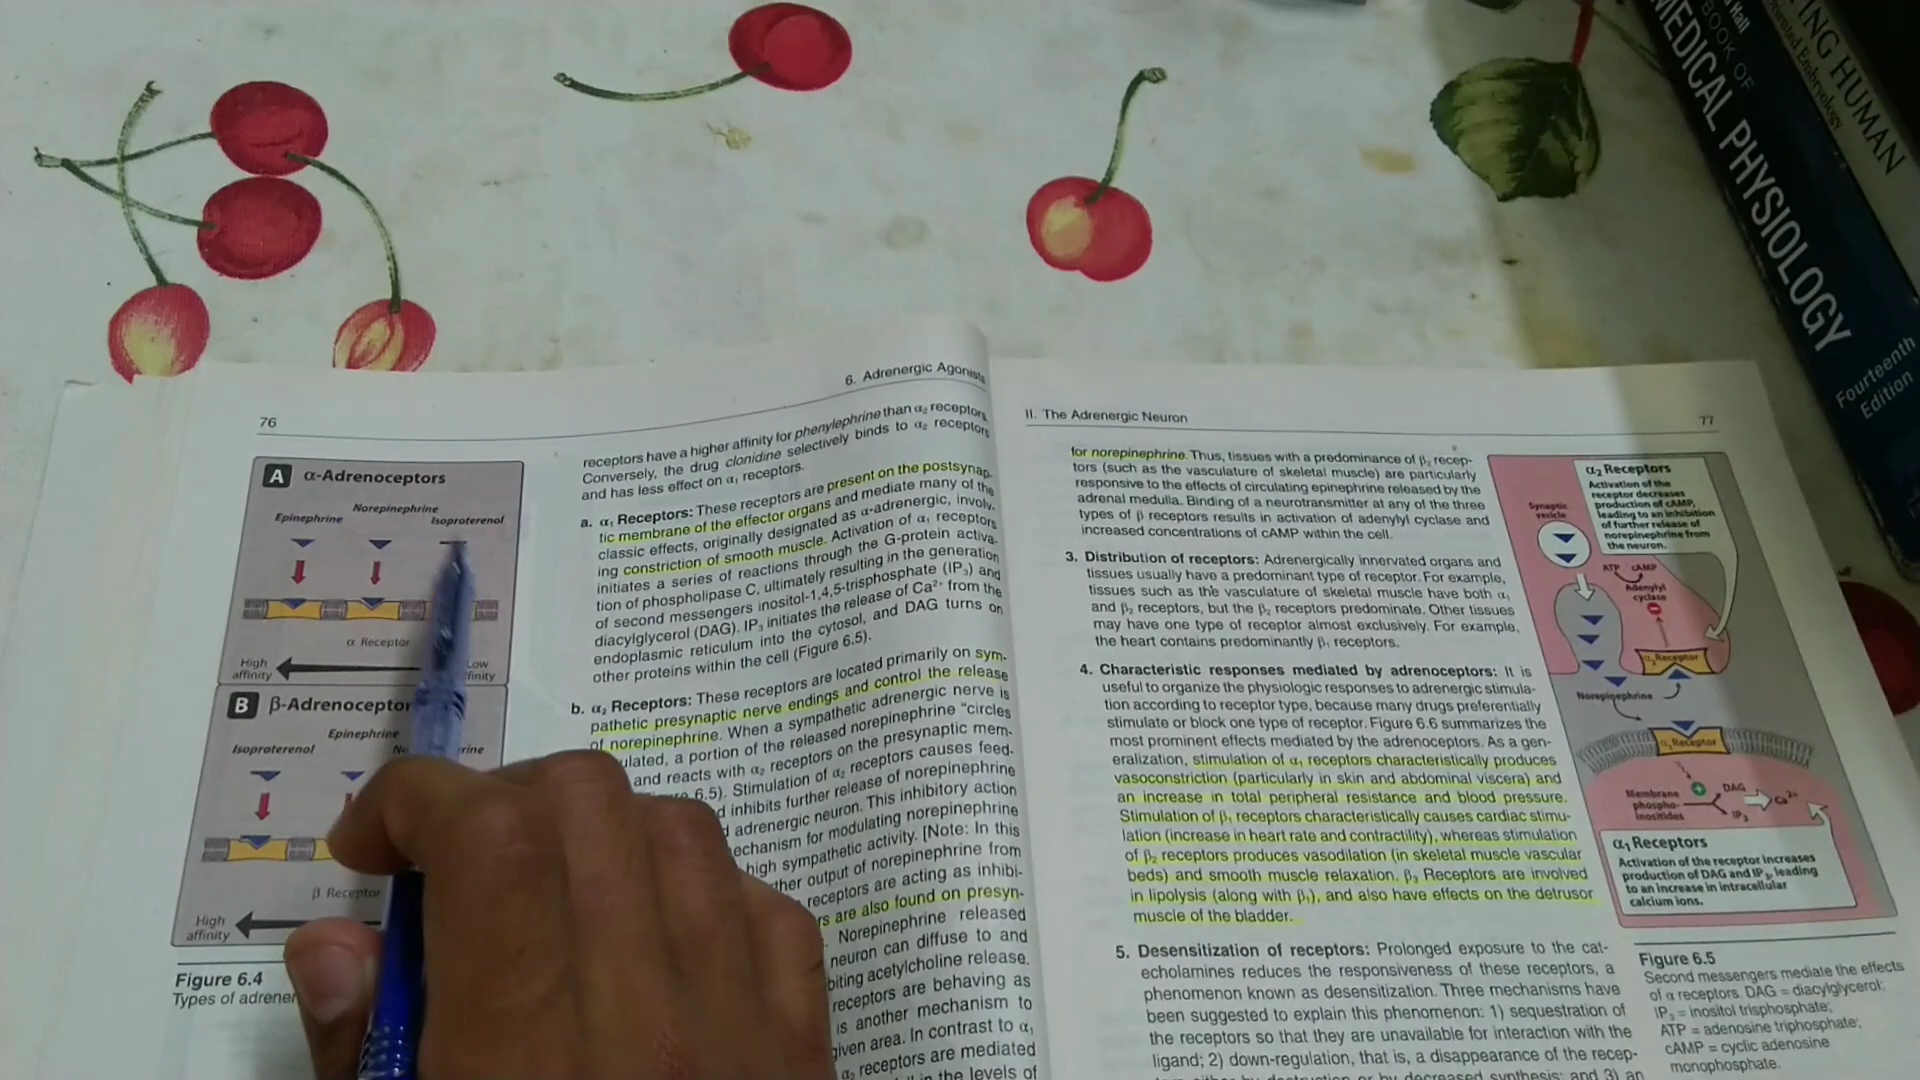 Hall
BOOK OF
MEDICAL PHYSIOLOGY
Fourteenth
Edition
PING HUMAN
Embryology
76
6. Adrenergic Agonists
A α-Adrenoceptors
Epinephrine
Norepinephrine
Isoproterenol
α Receptor
High
affinity
Low
B β-Adrenoceptor
Isoproterenol
Epinephrine
β Receptor
High
affinity
Figure 6.4
Types of
receptors have a higher affinity for phenylephrine than α2 receptors.
Conversely, the drug clonidine selectively binds to α2 receptors
and has less effect on α1 receptors.
a. α1 Receptors: These receptors are present on the postsynap-
tic membrane of the effector organs and mediate many of the
classic effects, originally designated as α-adrenergic, involv-
ing constriction of smooth muscle. Activation of α1 receptors
initiates a series of reactions through the G-protein activa-
tion of phospholipase C, ultimately resulting in the generation
of second messengers inositol-1,4,5-trisphosphate (IP3) and
diacylglycerol (DAG). IP3 initiates the release of Ca2+ from the
endoplasmic reticulum into the cytosol, and DAG turns on
other proteins within the cell (Figure 6.5).
b. α2 Receptors: These receptors are located primarily on sym-
pathetic presynaptic nerve endings and control the release
of norepinephrine. When a sympathetic adrenergic nerve is
ulated, a portion of the released norepinephrine “circles
and reacts with α2 receptors on the presynaptic mem-
6.5). Stimulation of α2 receptors causes feed-
inhibits further release of norepinephrine
adrenergic neuron. This inhibitory action
echanism for modulating norepinephrine
high sympathetic activity. [Note: In this
ther output of norepinephrine from
receptors are acting as inhibi-
rs are also found on presyn-
Norepinephrine released
neuron can diffuse to and
biting acetylcholine release.
receptors are behaving as
is another mechanism to
given area. In contrast to α1
α2 receptors are mediated
in the levels of
II. The Adrenergic Neuron
77
for norepinephrine. Thus, tissues with a predominance of β2 recep-
tors (such as the vasculature of skeletal muscle) are particularly
responsive to the effects of circulating epinephrine released by the
adrenal medulla. Binding of a neurotransmitter at any of the three
types of β receptors results in activation of adenylyl cyclase and
increased concentrations of cAMP within the cell.
3. Distribution of receptors: Adrenergically innervated organs and
tissues usually have a predominant type of receptor. For example,
tissues such as the vasculature of skeletal muscle have both α1
and β2 receptors, but the β2 receptors predominate. Other tissues
may have one type of receptor almost exclusively. For example,
the heart contains predominantly β1 receptors.
4. Characteristic responses mediated by adrenoceptors: It is
useful to organize the physiologic responses to adrenergic stimula-
tion according to receptor type, because many drugs preferentially
stimulate or block one type of receptor. Figure 6.6 summarizes the
most prominent effects mediated by the adrenoceptors. As a gen-
eralization, stimulation of α1 receptors characteristically produces
vasoconstriction (particularly in skin and abdominal viscera) and
an increase in total peripheral resistance and blood pressure.
Stimulation of β1 receptors characteristically causes cardiac stimu-
lation (increase in heart rate and contractility), whereas stimulation
of β2 receptors produces vasodilation (in skeletal muscle vascular
beds) and smooth muscle relaxation. β3 Receptors are involved
in lipolysis (along with β1), and also have effects on the detrusor
muscle of the bladder.
5. Desensitization of receptors: Prolonged exposure to the cat-
echolamines reduces the responsiveness of these receptors, a
phenomenon known as desensitization. Three mechanisms have
been suggested to explain this phenomenon: 1) sequestration of
the receptors so that they are unavailable for interaction with the
ligand; 2) down-regulation, that is, a disappearance of the recep-
α2 Receptors
Activation of the
receptor decreases
production of cAMP,
leading to an inhibition
of further release of
norepinephrine from
the neuron.
Synaptic
vesicle
ATP cAMP
Adenylyl
cyclase
α2 Receptor
Norepinephrine
α1 Receptor
Membrane
phospho-
inositides
DAG
IP3
Ca2+
α1 Receptors
Activation of the receptor increases
production of DAG and IP3, leading
to an increase in intracellular
calcium ions.
Figure 6.5
Second messengers mediate the effects
of α receptors. DAG = diacylglycerol;
IP3 = inositol trisphosphate;
ATP = adenosine triphosphate;
cAMP = cyclic adenosine
monophosphate.